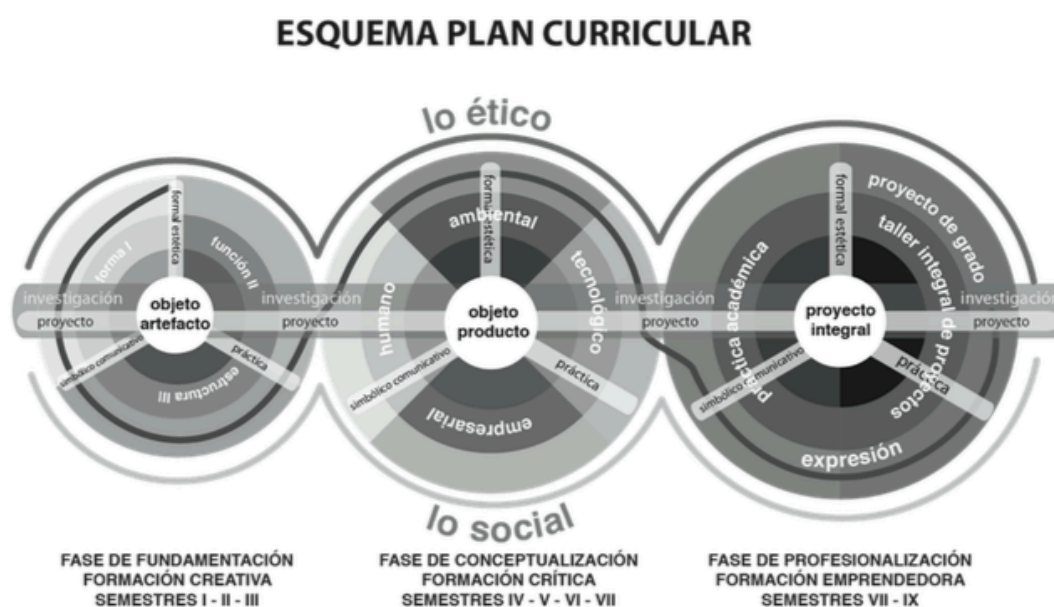 ESQUEMA PLAN CURRICULAR
lo ético
formal estética
forma I
función II
investigación
proyecto
objeto
artefacto
simbólico comunicativo
práctica
estructura III
investigación
proyecto
formal estética
ambiental
humano
tecnológico
objeto
producto
simbólico comunicativo
práctica
empresarial
investigación
proyecto
formal estética
proyecto de grado
taller integral de proyectos
práctica académica
proyecto
integral
simbólico comunicativo
práctica
expresión
investigación
proyecto
lo social
FASE DE FUNDAMENTACIÓN
FORMACIÓN CREATIVA
SEMESTRES I - II - III
FASE DE CONCEPTUALIZACIÓN
FORMACIÓN CRÍTICA
SEMESTRES IV - V - VI - VII
FASE DE PROFESIONALIZACIÓN
FORMACIÓN EMPRENDEDORA
SEMESTRES VII - IX